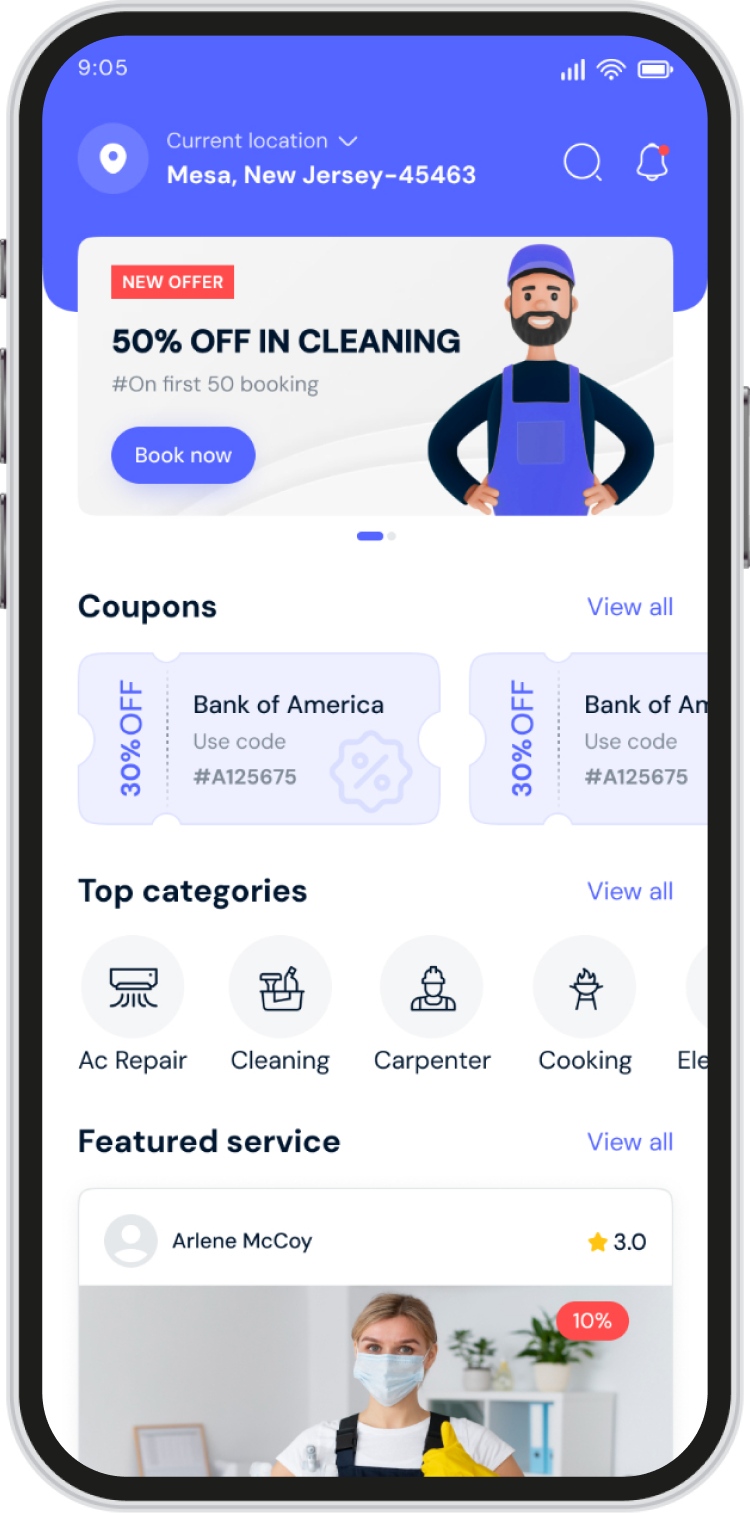 9:05
Current location
Mesa, New Jersey-45463
NEW OFFER
50% OFF IN CLEANING
#On first 50 booking
Book now
Coupons
View all
30% OFF
Bank of America
Use code
#A125675
30% OFF
Bank of Am
Use code
#A125675
Top categories
View all
Ac Repair
Cleaning
Carpenter
Cooking
Ele
Featured service
View all
Arlene McCoy
3.0
10%